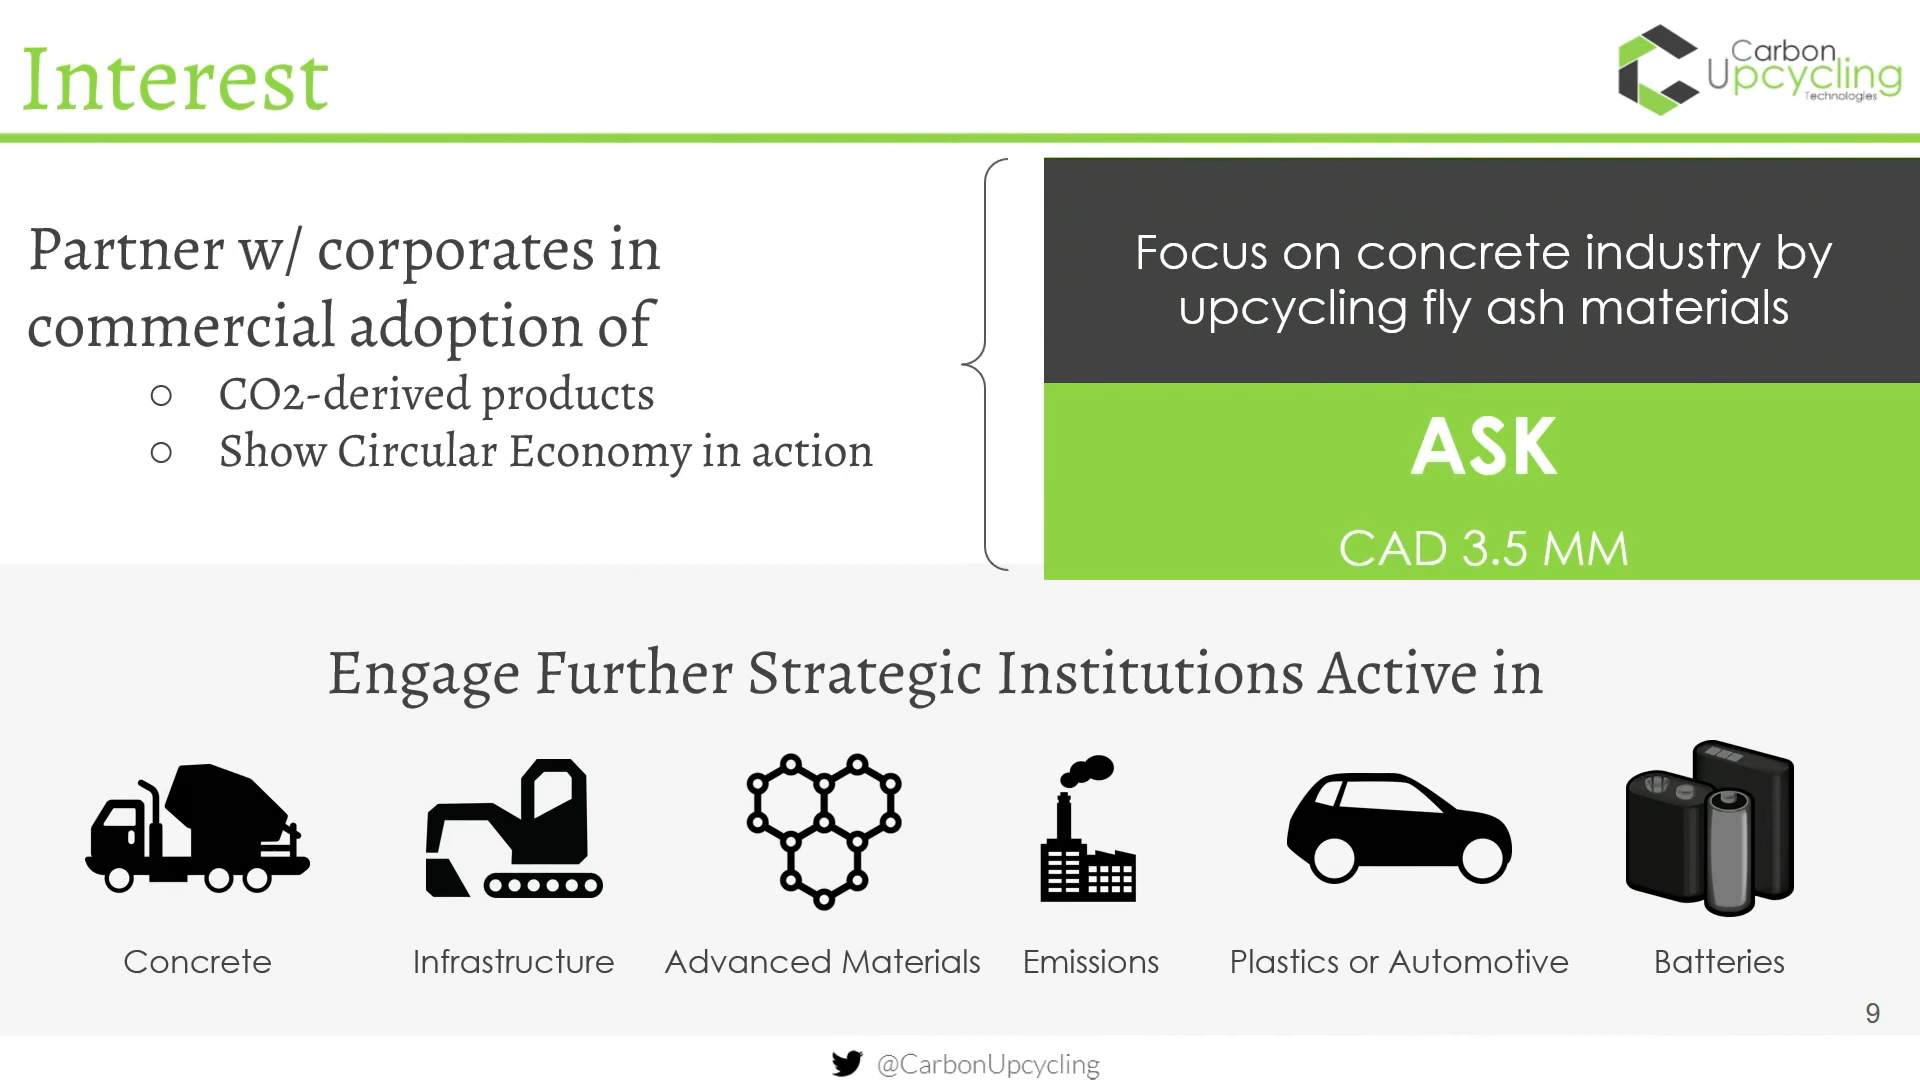 Interest
Carbon
Upcycling
Technologies
Partner w/ corporates in
commercial adoption of
○ CO2-derived products
○ Show Circular Economy in action
Focus on concrete industry by
upcycling fly ash materials
ASK
CAD 3.5 MM
Engage Further Strategic Institutions Active in
Concrete
Infrastructure
Advanced Materials
Emissions
Plastics or Automotive
Batteries
9
@CarbonUpcycling